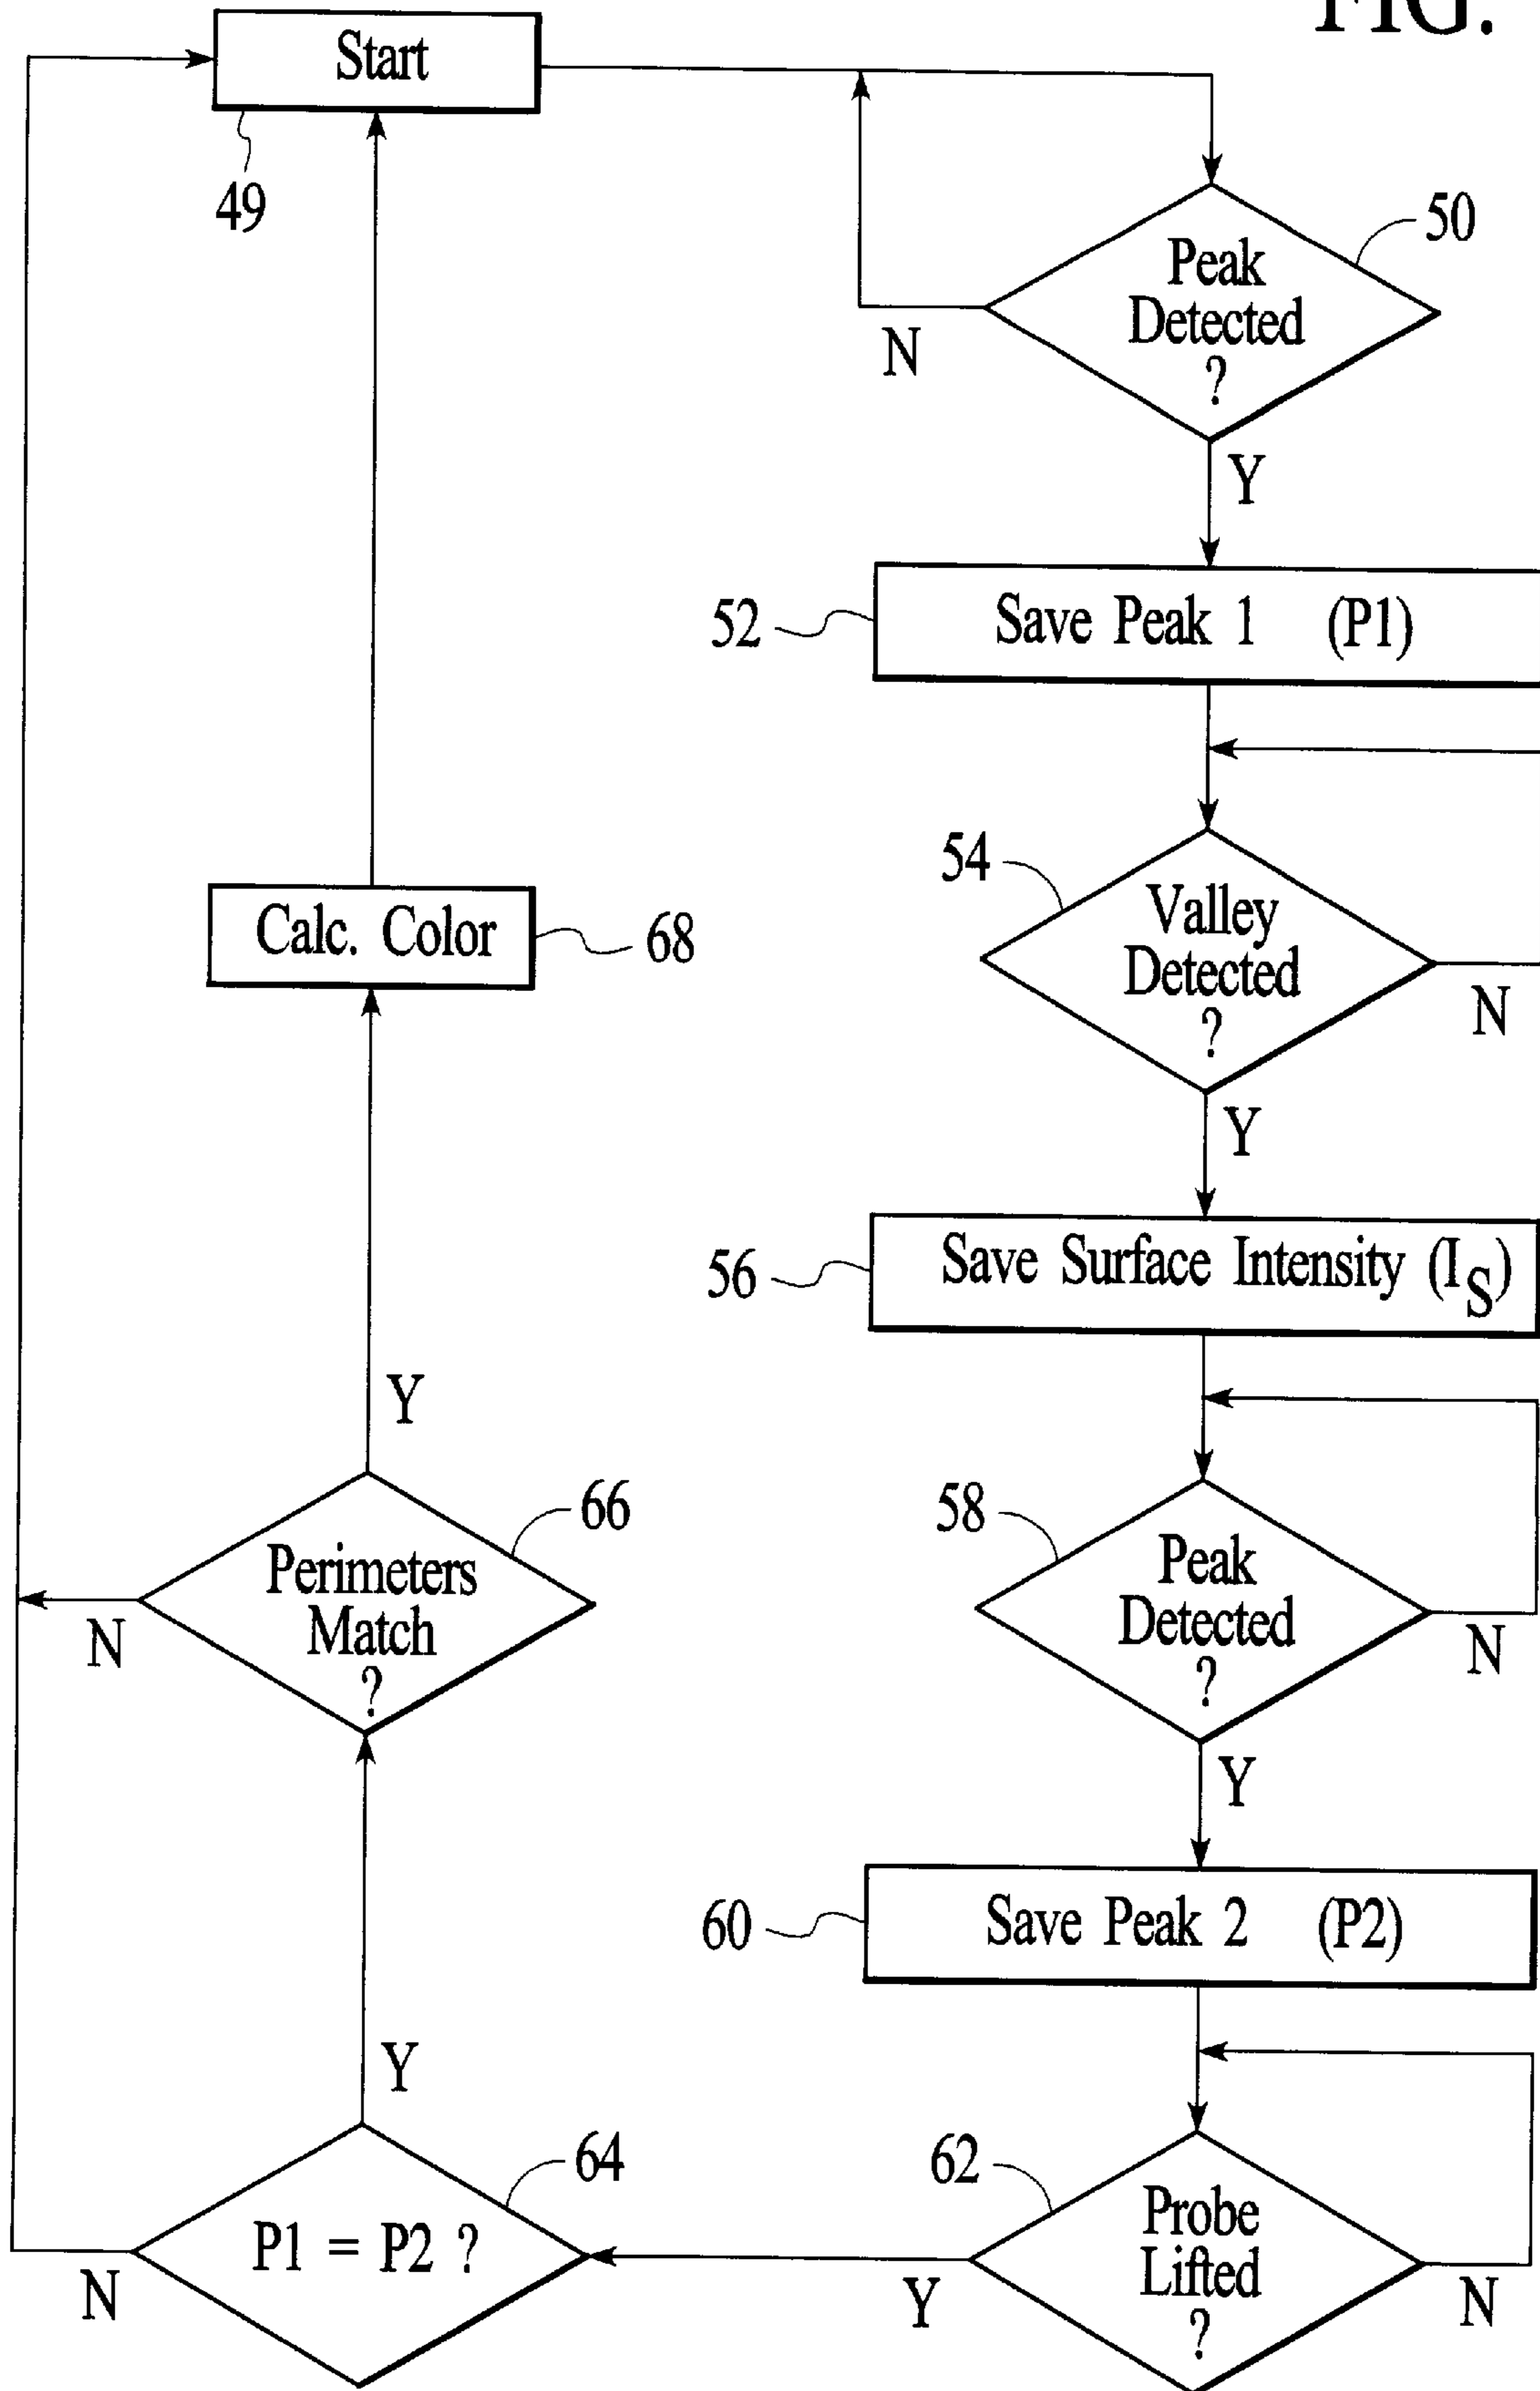 FIG.
Start
49
50
Peak
Detected
?
N
Y
52
Save Peak 1 (P1)
54
Valley
Detected
?
N
Y
56
Save Surface Intensity (IS)
58
Peak
Detected
?
N
Y
60
Save Peak 2 (P2)
62
Probe
Lifted
?
N
Y
64
P1 = P2 ?
N
Y
66
Perimeters
Match
?
N
Y
Calc. Color
68